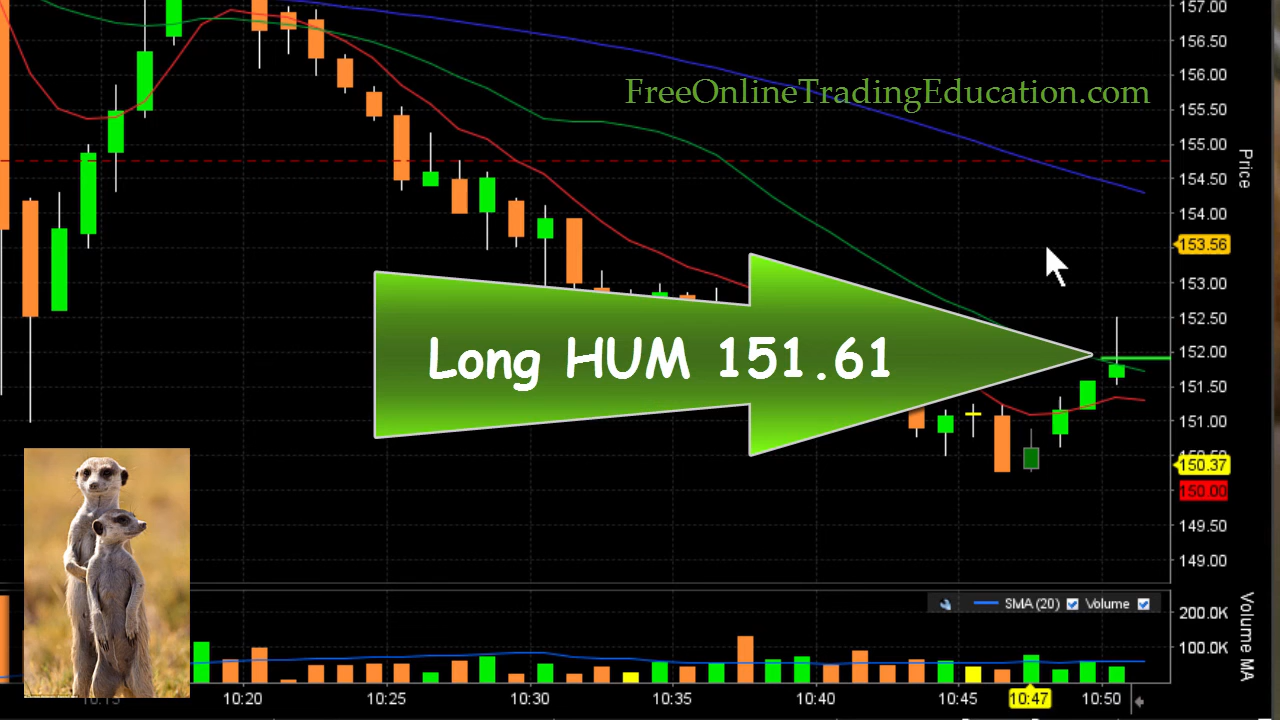 157.00
156.50
156.00
FreeOnlineTradingEducation.com
155.50
155.00
Price
154.50
154.00
153.56
153.00
152.50
Long HUM 151.61
152.00
151.50
151.00
150.37
150.00
149.50
149.00
SMA (20) Volume
200.0K
100.0K
Volume MA
10:15 10:20 10:25 10:30 10:35 10:40 10:45 10:47 10:50